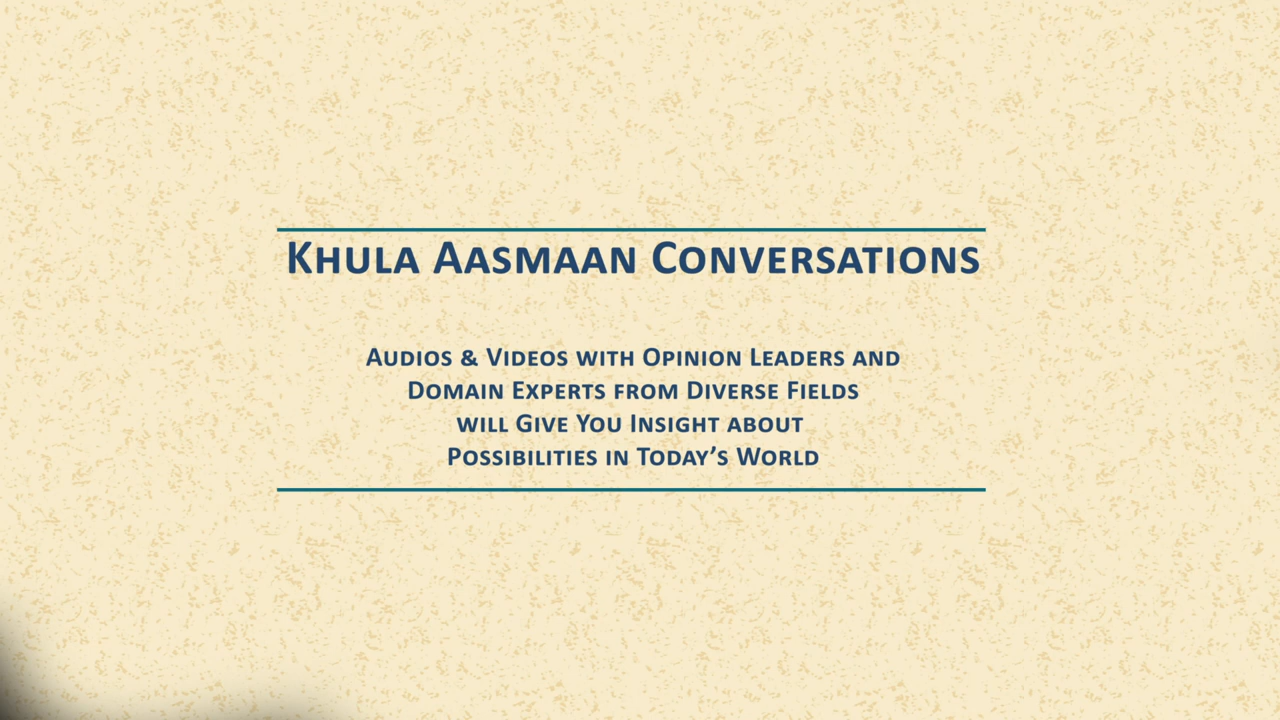 Khula Aasmaan Conversations
Audios & Videos with Opinion Leaders and
Domain Experts from Diverse Fields
will Give You Insight about
Possibilities in Today’s World